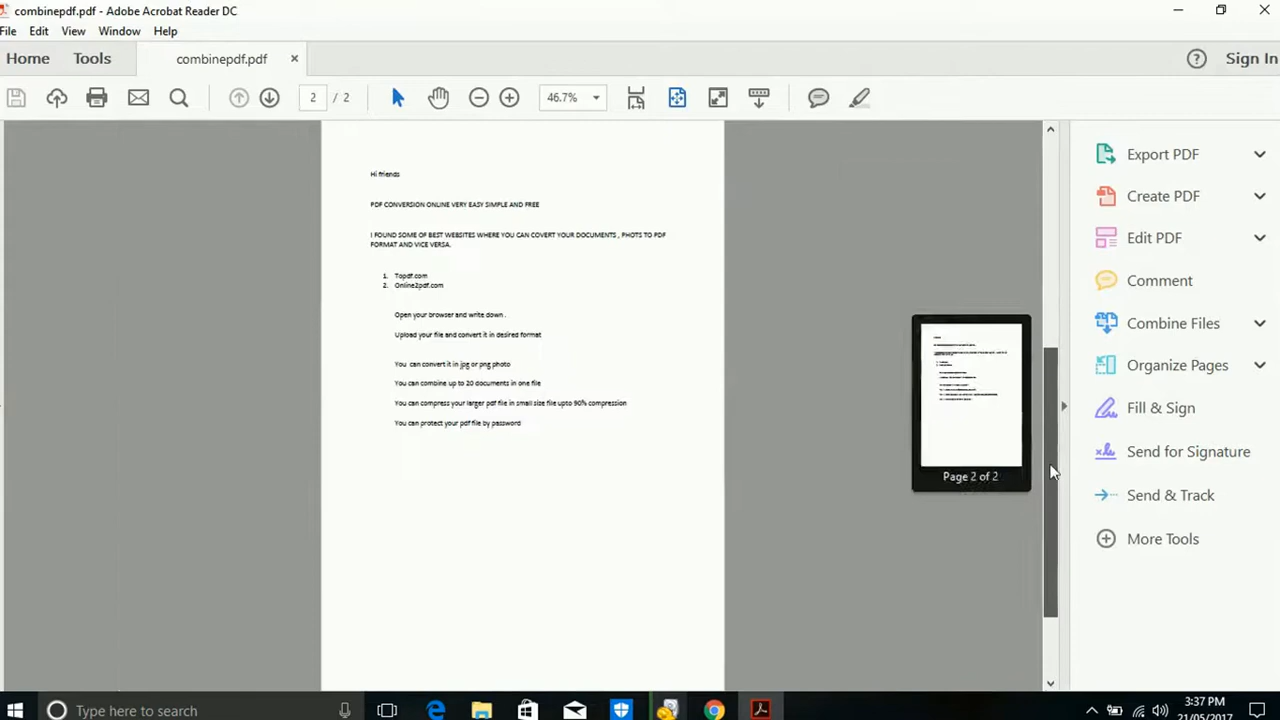 combinepdf.pdf - Adobe Acrobat Reader DC
File Edit View Window Help
Home Tools combinepdf.pdf × Sign In
2 / 2 46.7%
Hi friends
PDF CONVERSION ONLINE VERY EASY SIMPLE AND FREE
I FOUND SOME OF BEST WEBSITES WHERE YOU CAN COVERT YOUR DOCUMENTS , PHOTS TO PDF
FORMAT AND VICE VERSA.
1. Topdf.com
2. Online2pdf.com
Open your browser and write down .
Upload your file and convert it in desired format
You can convert it in jpg or png photo
You can combine up to 20 documents in one file
You can compress your larger pdf file in small size file upto 90% compression
You can protect your pdf file by password
Page 2 of 2
Export PDF
Create PDF
Edit PDF
Comment
Combine Files
Organize Pages
Fill & Sign
Send for Signature
Send & Track
More Tools
Type here to search
3:37 PM
21/05/2017